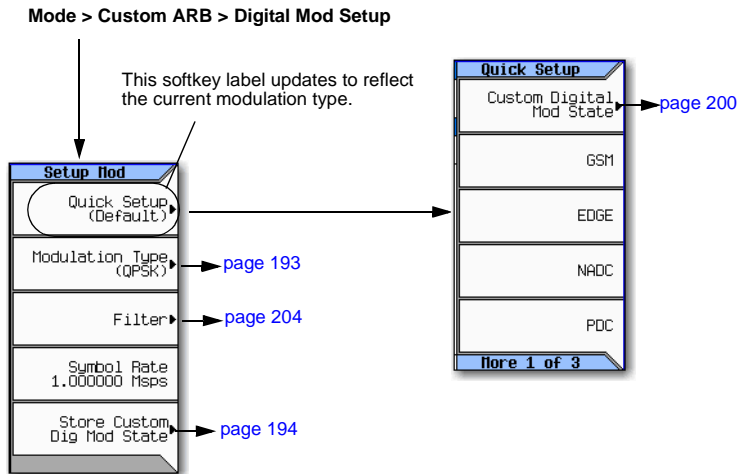 Mode > Custom ARB > Digital Mod Setup
This softkey label updates to reflect
the current modulation type.
Setup Mod
Quick Setup
(Default)
Modulation Type
(QPSK)
page 193
Filter
page 204
Symbol Rate
1.000000 Msps
Store Custom
Dig Mod State
page 194
Quick Setup
Custom Digital
Mod State
page 200
GSM
EDGE
NADC
PDC
More 1 of 3